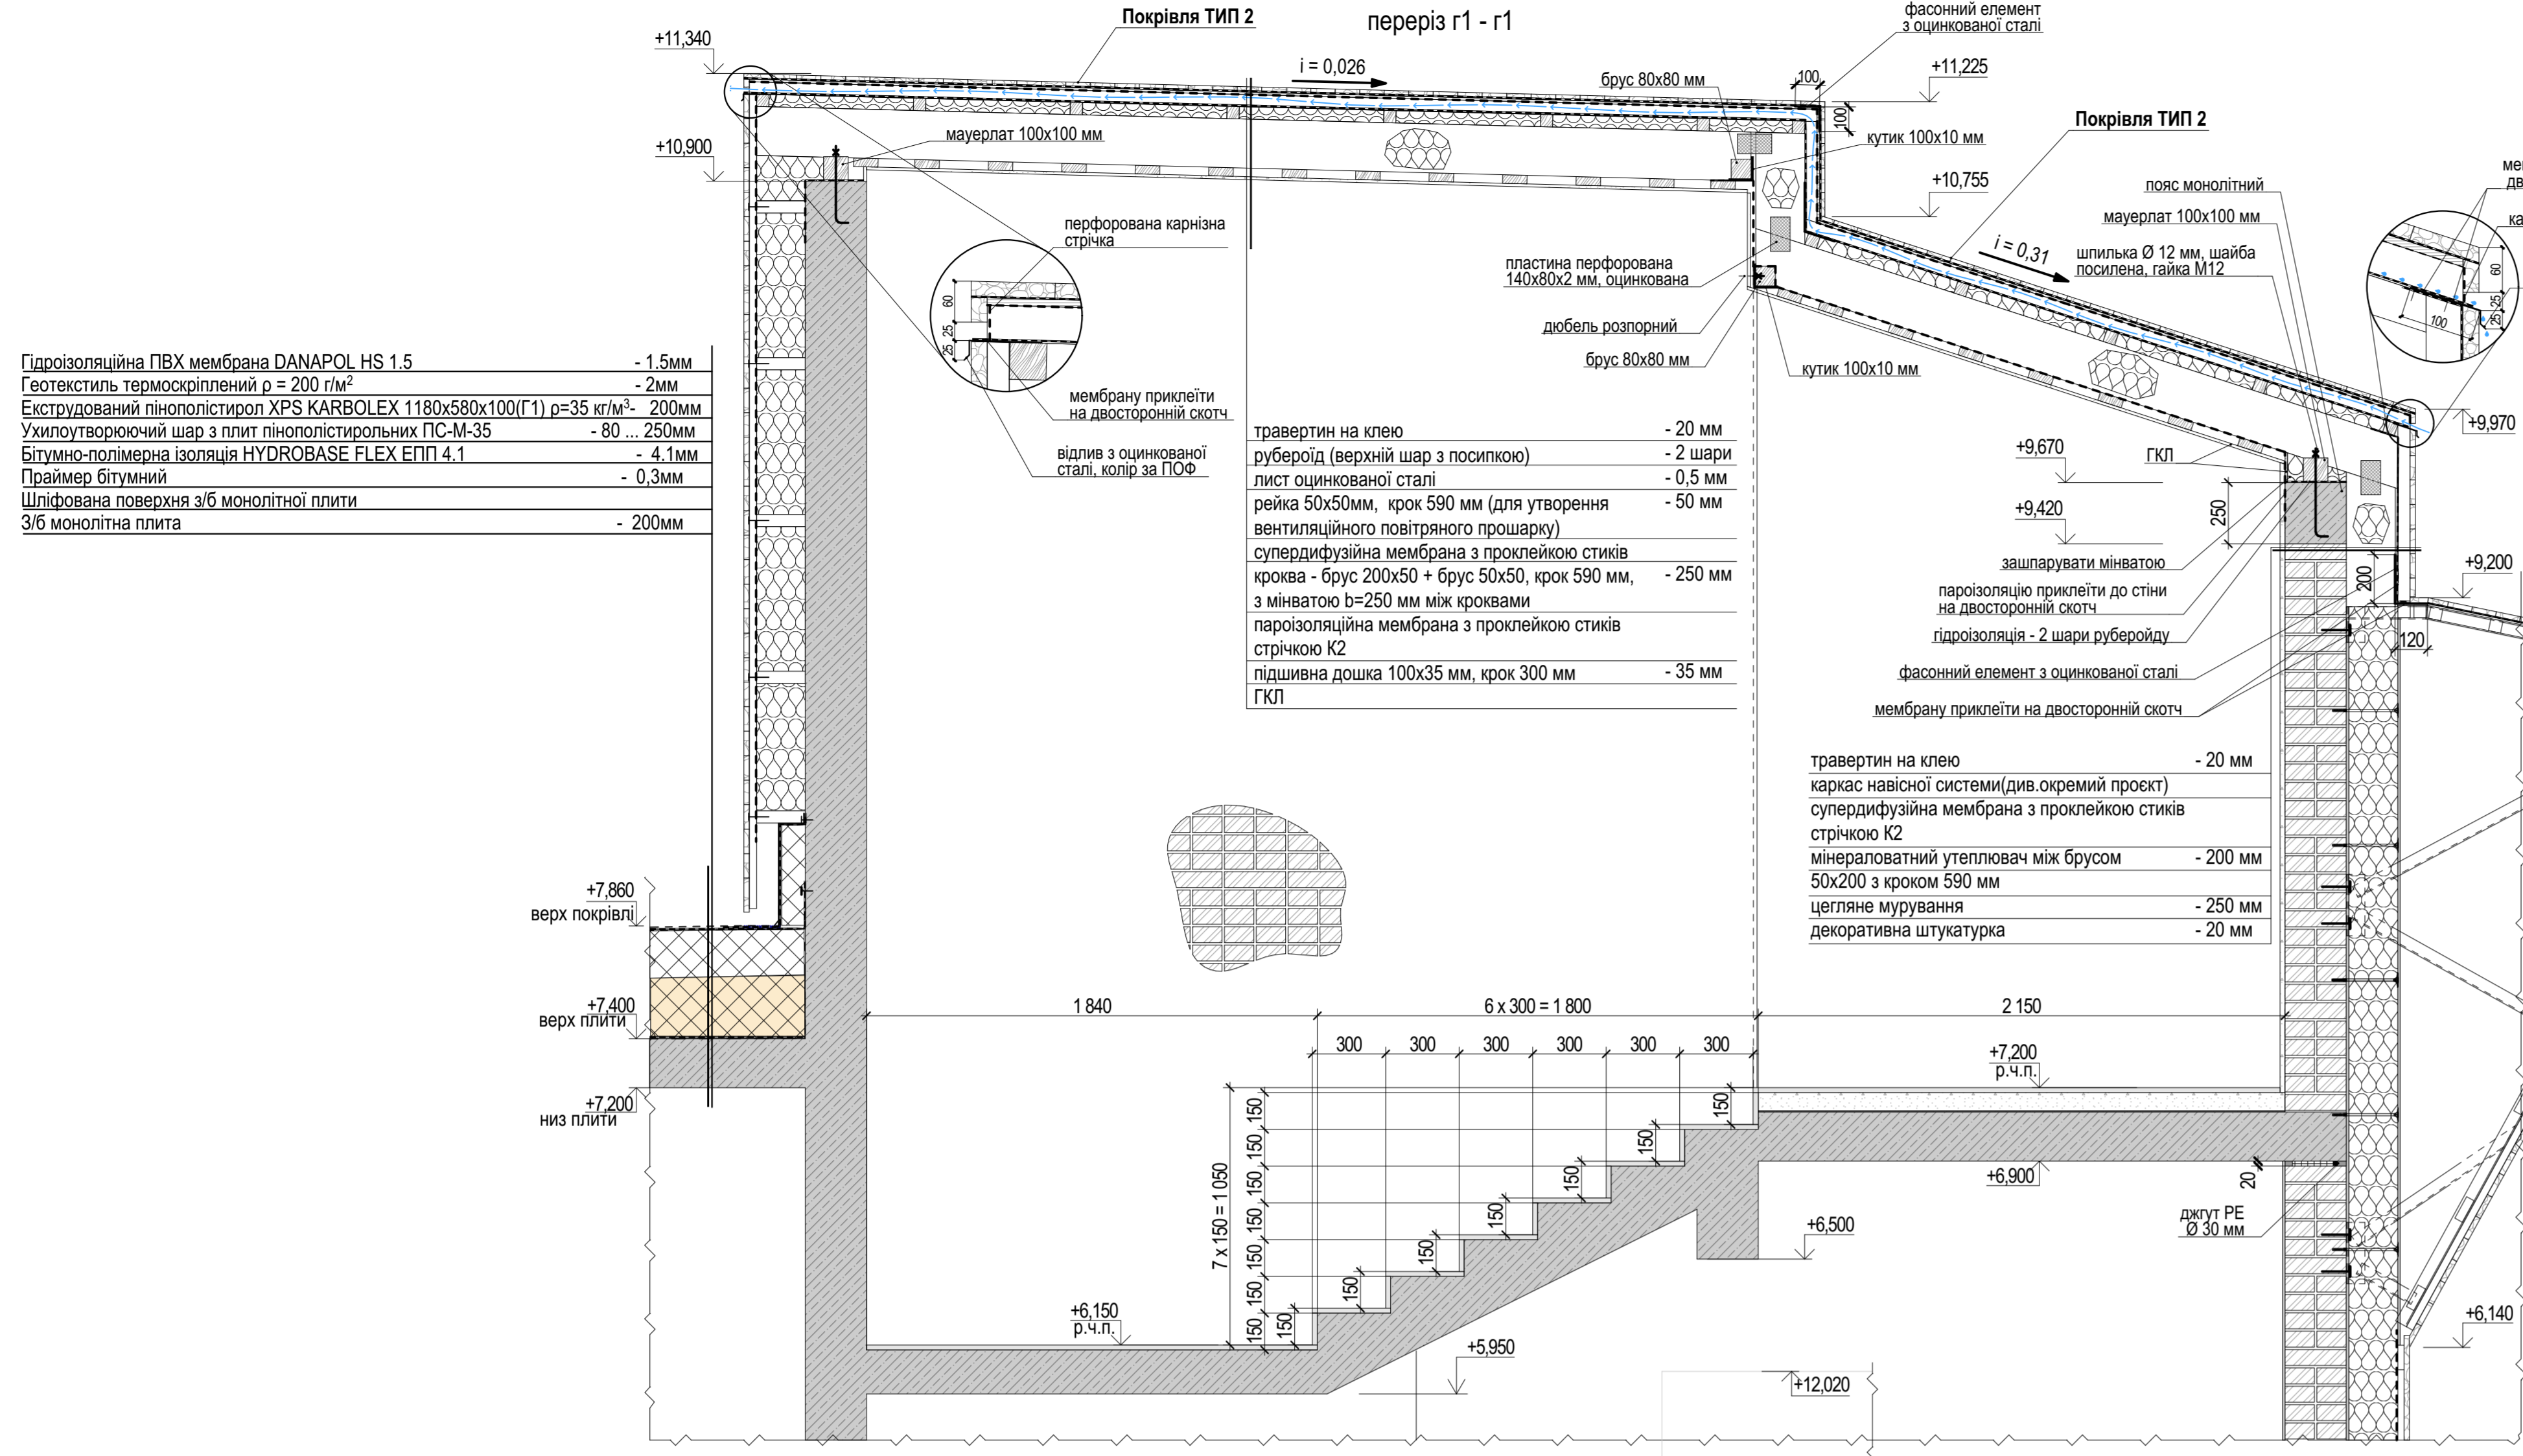 переріз г1 - г1
Покрівля ТИП 2
фасонний елемент
з оцинкованої сталі
+11,340
i = 0,026
брус 80х80 мм
100
+11,225
100
Покрівля ТИП 2
мауерлат 100х100 мм
кутик 100х10 мм
+10,900
+10,755
пояс монолітний
мауерлат 100х100 мм
шпилька Ø 12 мм, шайба
посилена, гайка М12
i = 0,31
перфорована карнізна
стрічка
60
25
25
мембрану приклеїти
на двосторонній скотч
відлив з оцинкованої
сталі, колір за ПОФ
пластина перфорована
140х80х2 мм, оцинкована
дюбель розпорний
брус 80х80 мм
кутик 100х10 мм
60
25
25
100
+9,970
Гідроізоляційна ПВХ мембрана DANAPOL HS 1.5 - 1.5мм
Геотекстиль термоскріплений ρ = 200 г/м² - 2мм
Екструдований пінополістирол XPS KARBOLEX 1180х580х100(Г1) ρ=35 кг/м³- 200мм
Ухилоутворюючий шар з плит пінополістирольних ПС-М-35 - 80 ... 250мм
Бітумно-полімерна ізоляція HYDROBASE FLEX ЕПП 4.1 - 4.1мм
Праймер бітумний - 0,3мм
Шліфована поверхня з/б монолітної плити
З/б монолітна плита - 200мм
травертин на клею - 20 мм
рубероїд (верхній шар з посипкою) - 2 шари
лист оцинкованої сталі - 0,5 мм
рейка 50х50мм, крок 590 мм (для утворення - 50 мм
вентиляційного повітряного прошарку)
супердифузійна мембрана з проклейкою стиків
кроква - брус 200х50 + брус 50х50, крок 590 мм, - 250 мм
з мінватою b=250 мм між кроквами
пароізоляційна мембрана з проклейкою стиків
стрічкою К2
підшивна дошка 100х35 мм, крок 300 мм - 35 мм
ГКЛ
+9,670
ГКЛ
+9,420
250
зашпарувати мінватою
200
+9,200
пароізоляцію приклеїти до стіни
на двосторонній скотч
гідроізоляція - 2 шари руберойду
120
фасонний елемент з оцинкованої сталі
мембрану приклеїти на двосторонній скотч
травертин на клею - 20 мм
каркас навісної системи(див.окремий проєкт)
супердифузійна мембрана з проклейкою стиків
стрічкою К2
мінераловатний утеплювач між брусом - 200 мм
50х200 з кроком 590 мм
цегляне мурування - 250 мм
декоративна штукатурка - 20 мм
+7,860
верх покрівлі
+7,400
верх плити
+7,200
низ плити
1 840
6 х 300 = 1 800
2 150
300 300 300 300 300 300
+7,200
р.ч.п.
7 х 150 = 1 050
150
150
150
150
150
150
150
150
150
150
150
150
150
150
+6,900
20
джгут РЕ
Ø 30 мм
+6,500
+6,150
р.ч.п.
+6,140
+5,950
+12,020